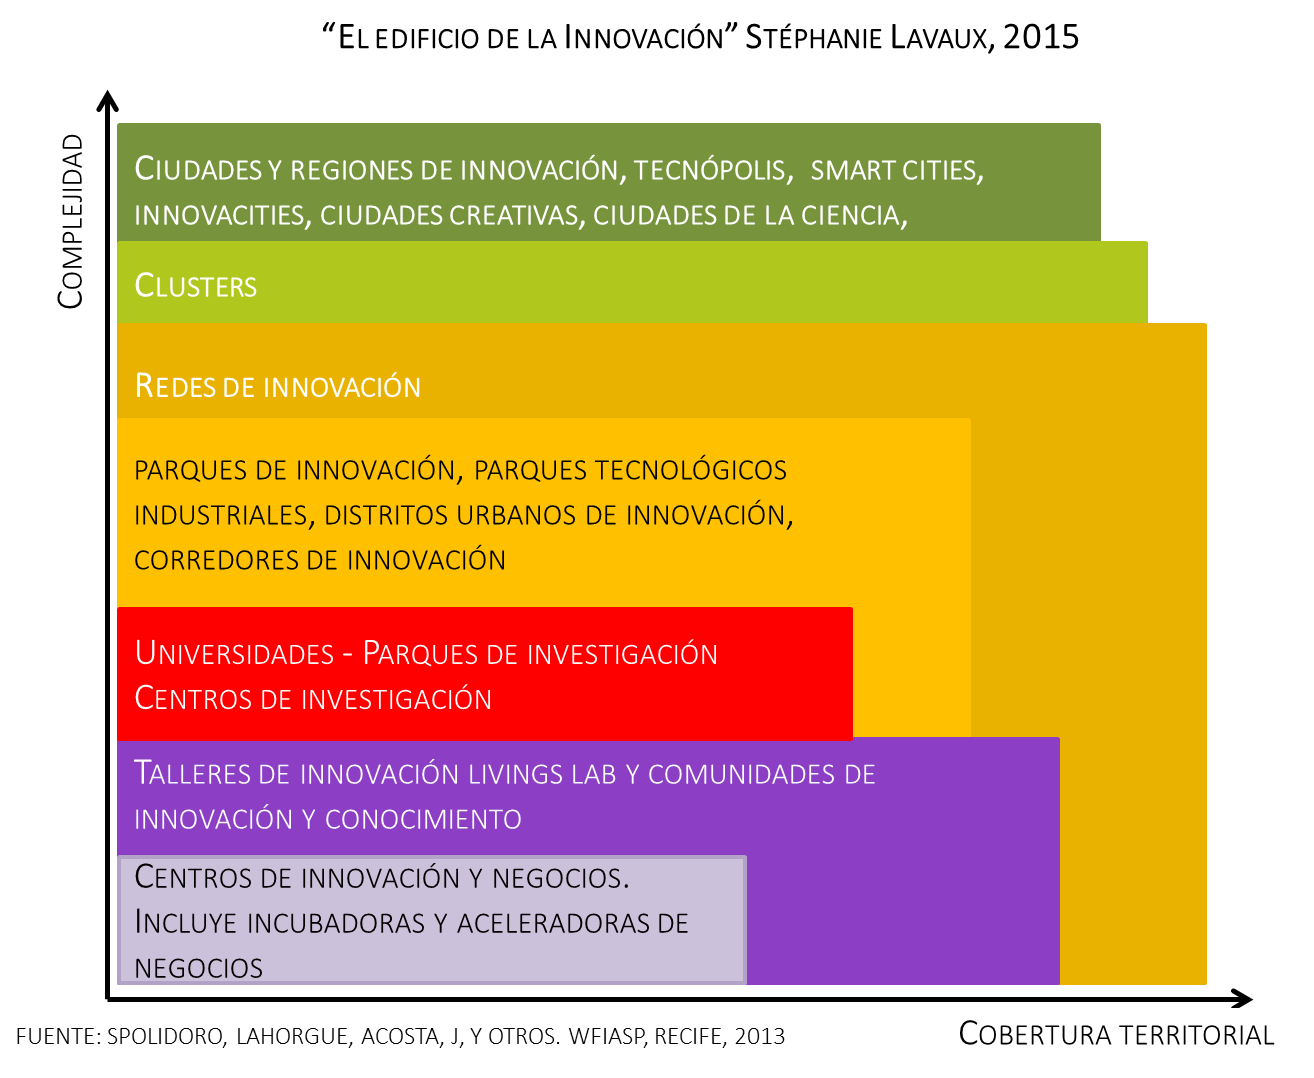 “El edificio de la Innovación” Stéphanie Lavaux, 2015
Complejidad
Ciudades y regiones de innovación, tecnópolis, smart cities,
innovacities, ciudades creativas, ciudades de la ciencia,
Clusters
Redes de innovación
parques de innovación, parques tecnológicos
industriales, distritos urbanos de innovación,
corredores de innovación
Universidades - Parques de investigación
Centros de investigación
Talleres de innovación livings lab y comunidades de
innovación y conocimiento
Centros de innovación y negocios.
Incluye incubadoras y aceleradoras de
negocios
Cobertura territorial
FUENTE: SPOLIDORO, LAHORGUE, ACOSTA, J, Y OTROS. WFIASP, RECIFE, 2013